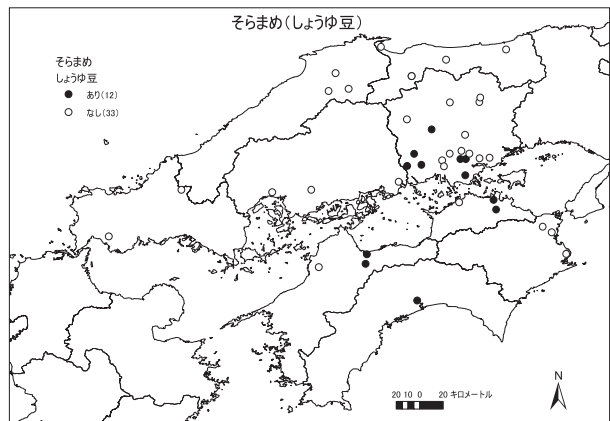 そらまめ(しょうゆ豆)
そらまめ
しょうゆ豆
● あり(12)
○ なし(33)
N
20 10 0 20 キロメートル